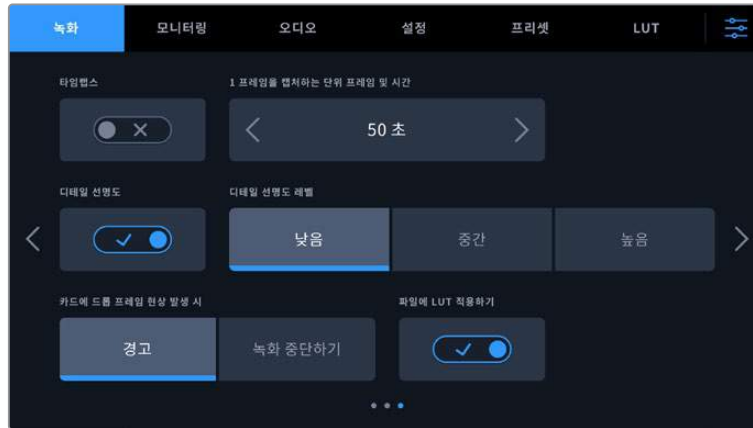 녹화 모니터링 오디오 설정 프리셋 LUT
타임랩스 1 프레임을 캡처하는 단위 프레임 및 시간
50 초
디테일 선명도 디테일 선명도 레벨
낮음 중간 높음
카드에 드롭 프레임 현상 발생 시 파일에 LUT 적용하기
경고 녹화 중단하기